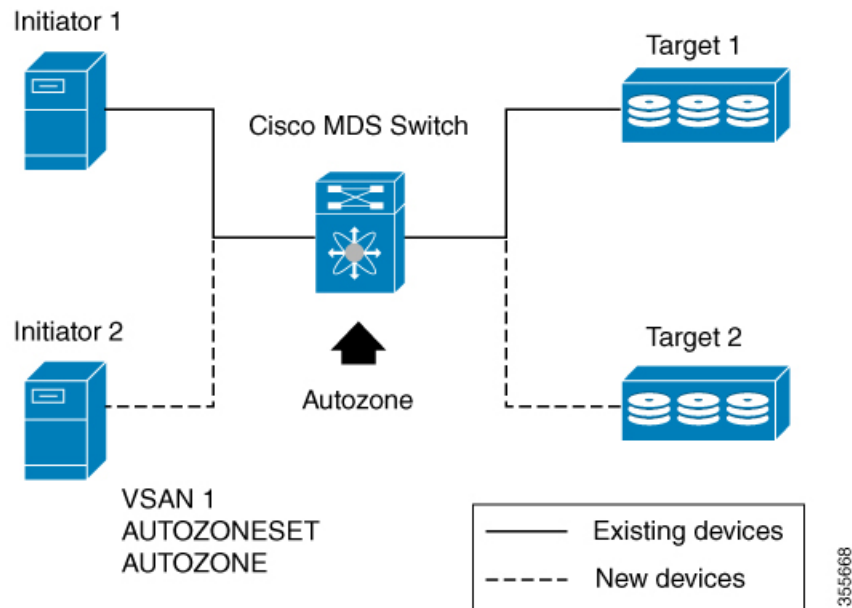 Initiator 1
Target 1
Cisco MDS Switch
Initiator 2
Target 2
Autozone
VSAN 1
AUTOZONESET
AUTOZONE
Existing devices
New devices
355668